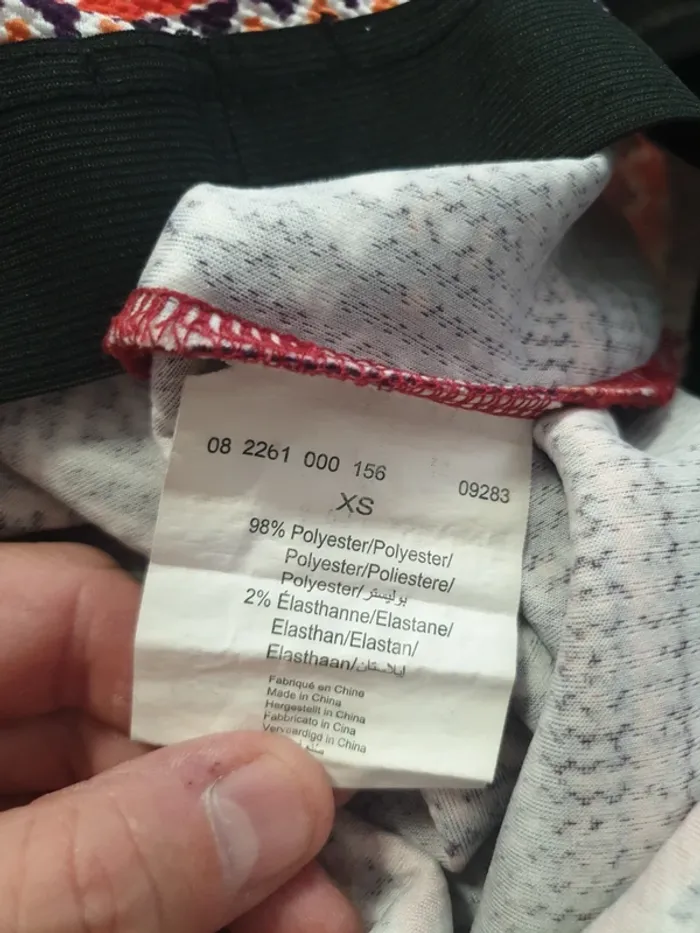 08 2261 000 156
09283
XS
98% Polyester/Polyester/
Polyester/Poliestere/
Polyester/بوليستر
2% Élasthanne/Elastane/
Elasthan/Elastan/
Elasthaan/ايلاستان
Fabriqué en Chine
Made in China
Hergestellt in China
Fabbricato in Cina
Vervaardigd in China